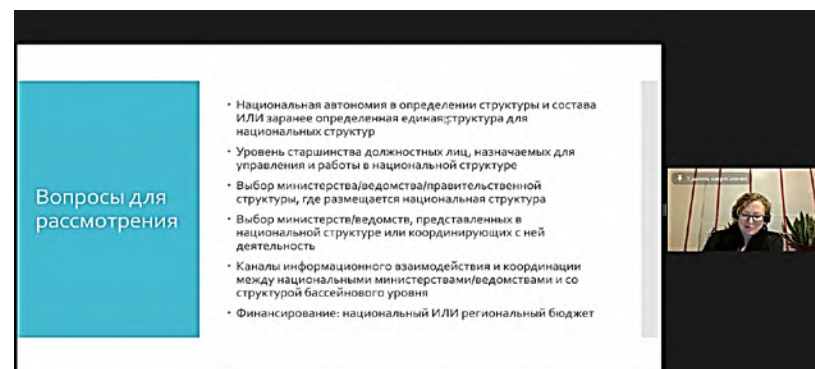 Вопросы для
рассмотрения
• Национальная автономия в определении структуры и состава
ИЛИ заранее определенная единая структура для
национальных структур
• Уровень старшинства должностных лиц, назначаемых для
управления и работы в национальной структуре
• Выбор министерства/ведомства/правительственной
структуры, где размещается национальная структура
• Выбор министерств/ведомств, представленных в
национальной структуре или координирующих с ней
деятельность
• Каналы информационного взаимодействия и координации
между национальными министерствами/ведомствами и со
структурой бассейнового уровня
• Финансирование: национальный ИЛИ региональный бюджет
Удалить закрепление